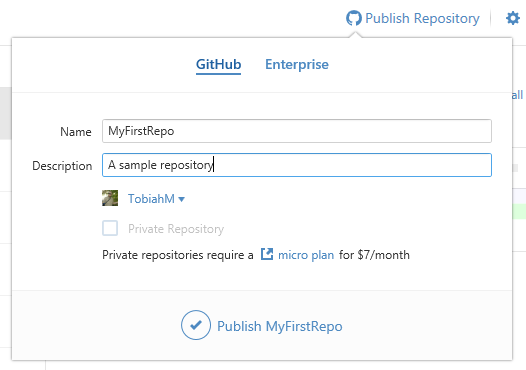 Publish Repository
GitHub Enterprise
all
Name MyFirstRepo
Description A sample repository
TobiahM
Private Repository
Private repositories require a micro plan for $7/month
Publish MyFirstRepo